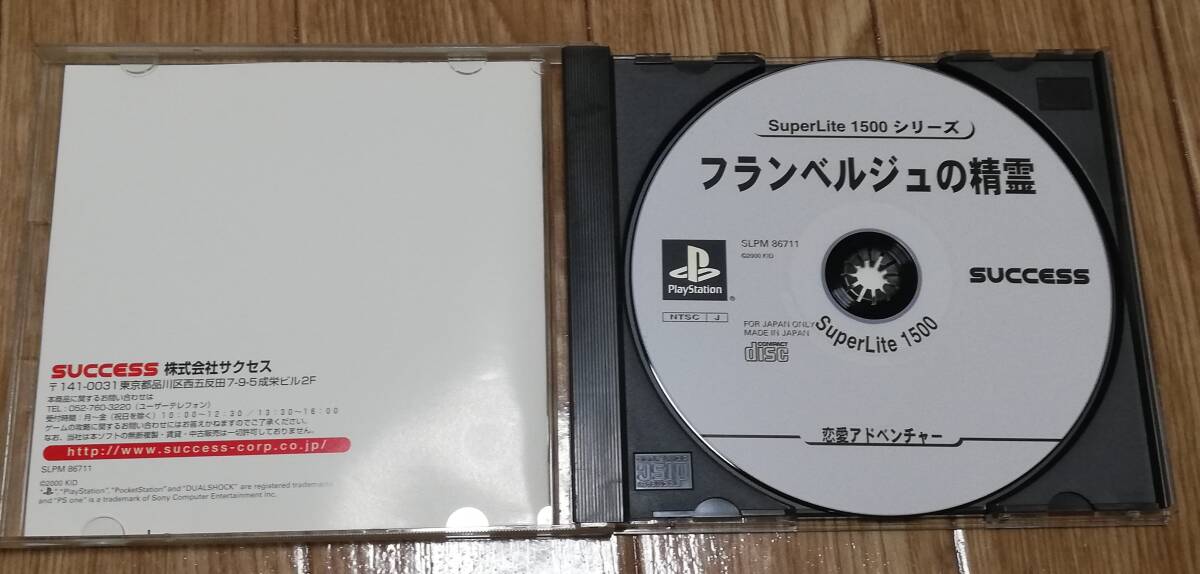 SUCCESS 株式会社サクセス
〒141-0031東京都品川区西五反田7-9-5成栄ビル2F
本商品に関するお問い合わせは
TEL:052-760-3220(ユーザーテレフォン)
受付時間:月〜金(祝日を除く)10:00〜12:30/13:30〜16:00
ゲームの攻略に関するお問い合わせにはお答えかねますのでご了承ください。
なお、当社は本ソフトの無断複製・賃貸・中古販売は一切許可しておりません。
http://www.success-corp.co.jp/
SLPM 86711
©2000 KID
"PlayStation", "PocketStation" and "DUALSHOCK" are registered trademarks
and "PS one" is a trademark of Sony Computer Entertainment Inc.
SuperLite 1500 シリーズ
フランベルジュの精霊
PlayStation®
NTSC J
SLPM 86711
©2000 KID
FOR JAPAN ONLY
MADE IN JAPAN
COMPACT
disc
SUCCESS
SuperLite 1500
恋愛アドベンチャー